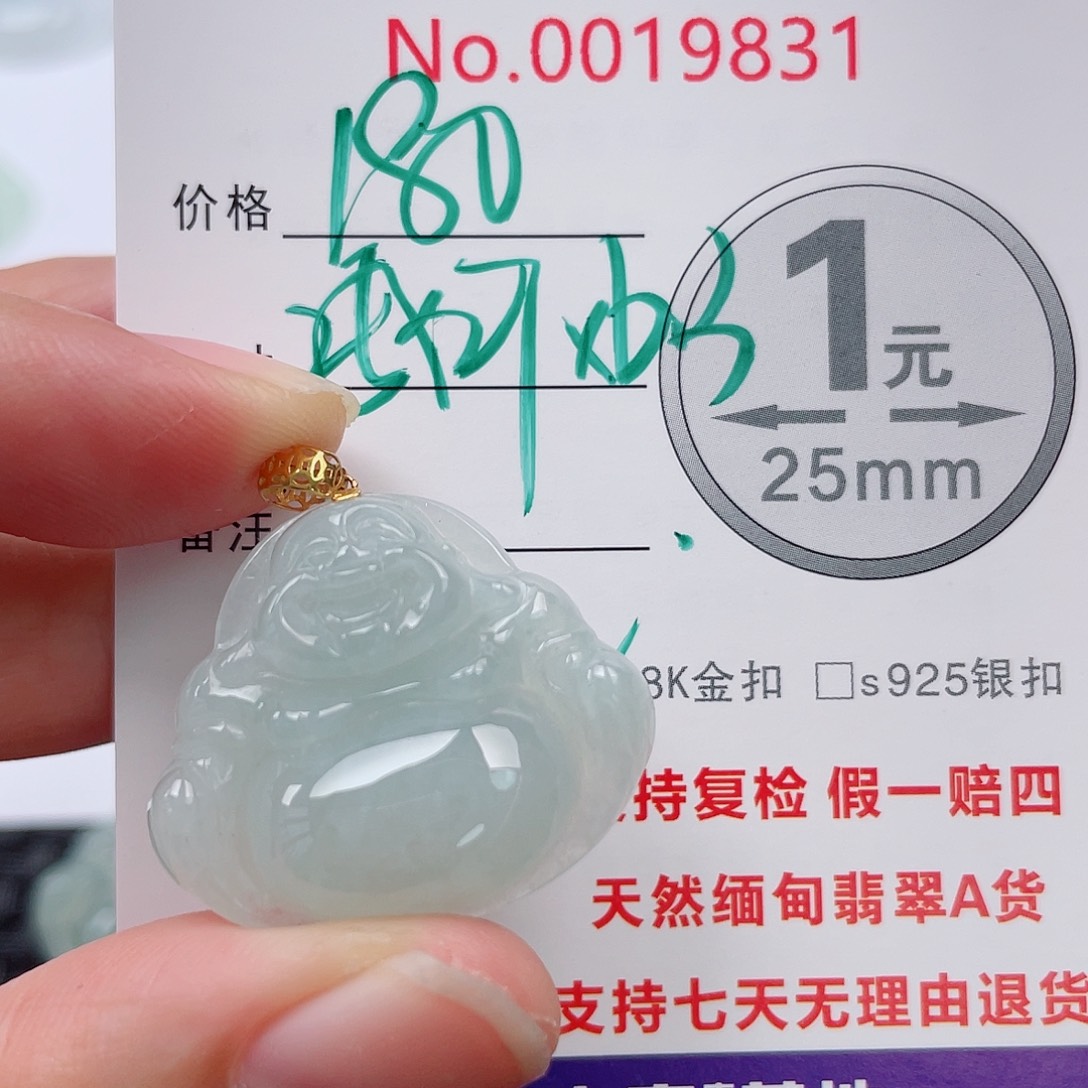 No.0019831
价格 180
1元
25mm
备注
8K金扣 □s925银扣
持复检 假一赔四
天然缅甸翡翠A货
支持七天无理由退货